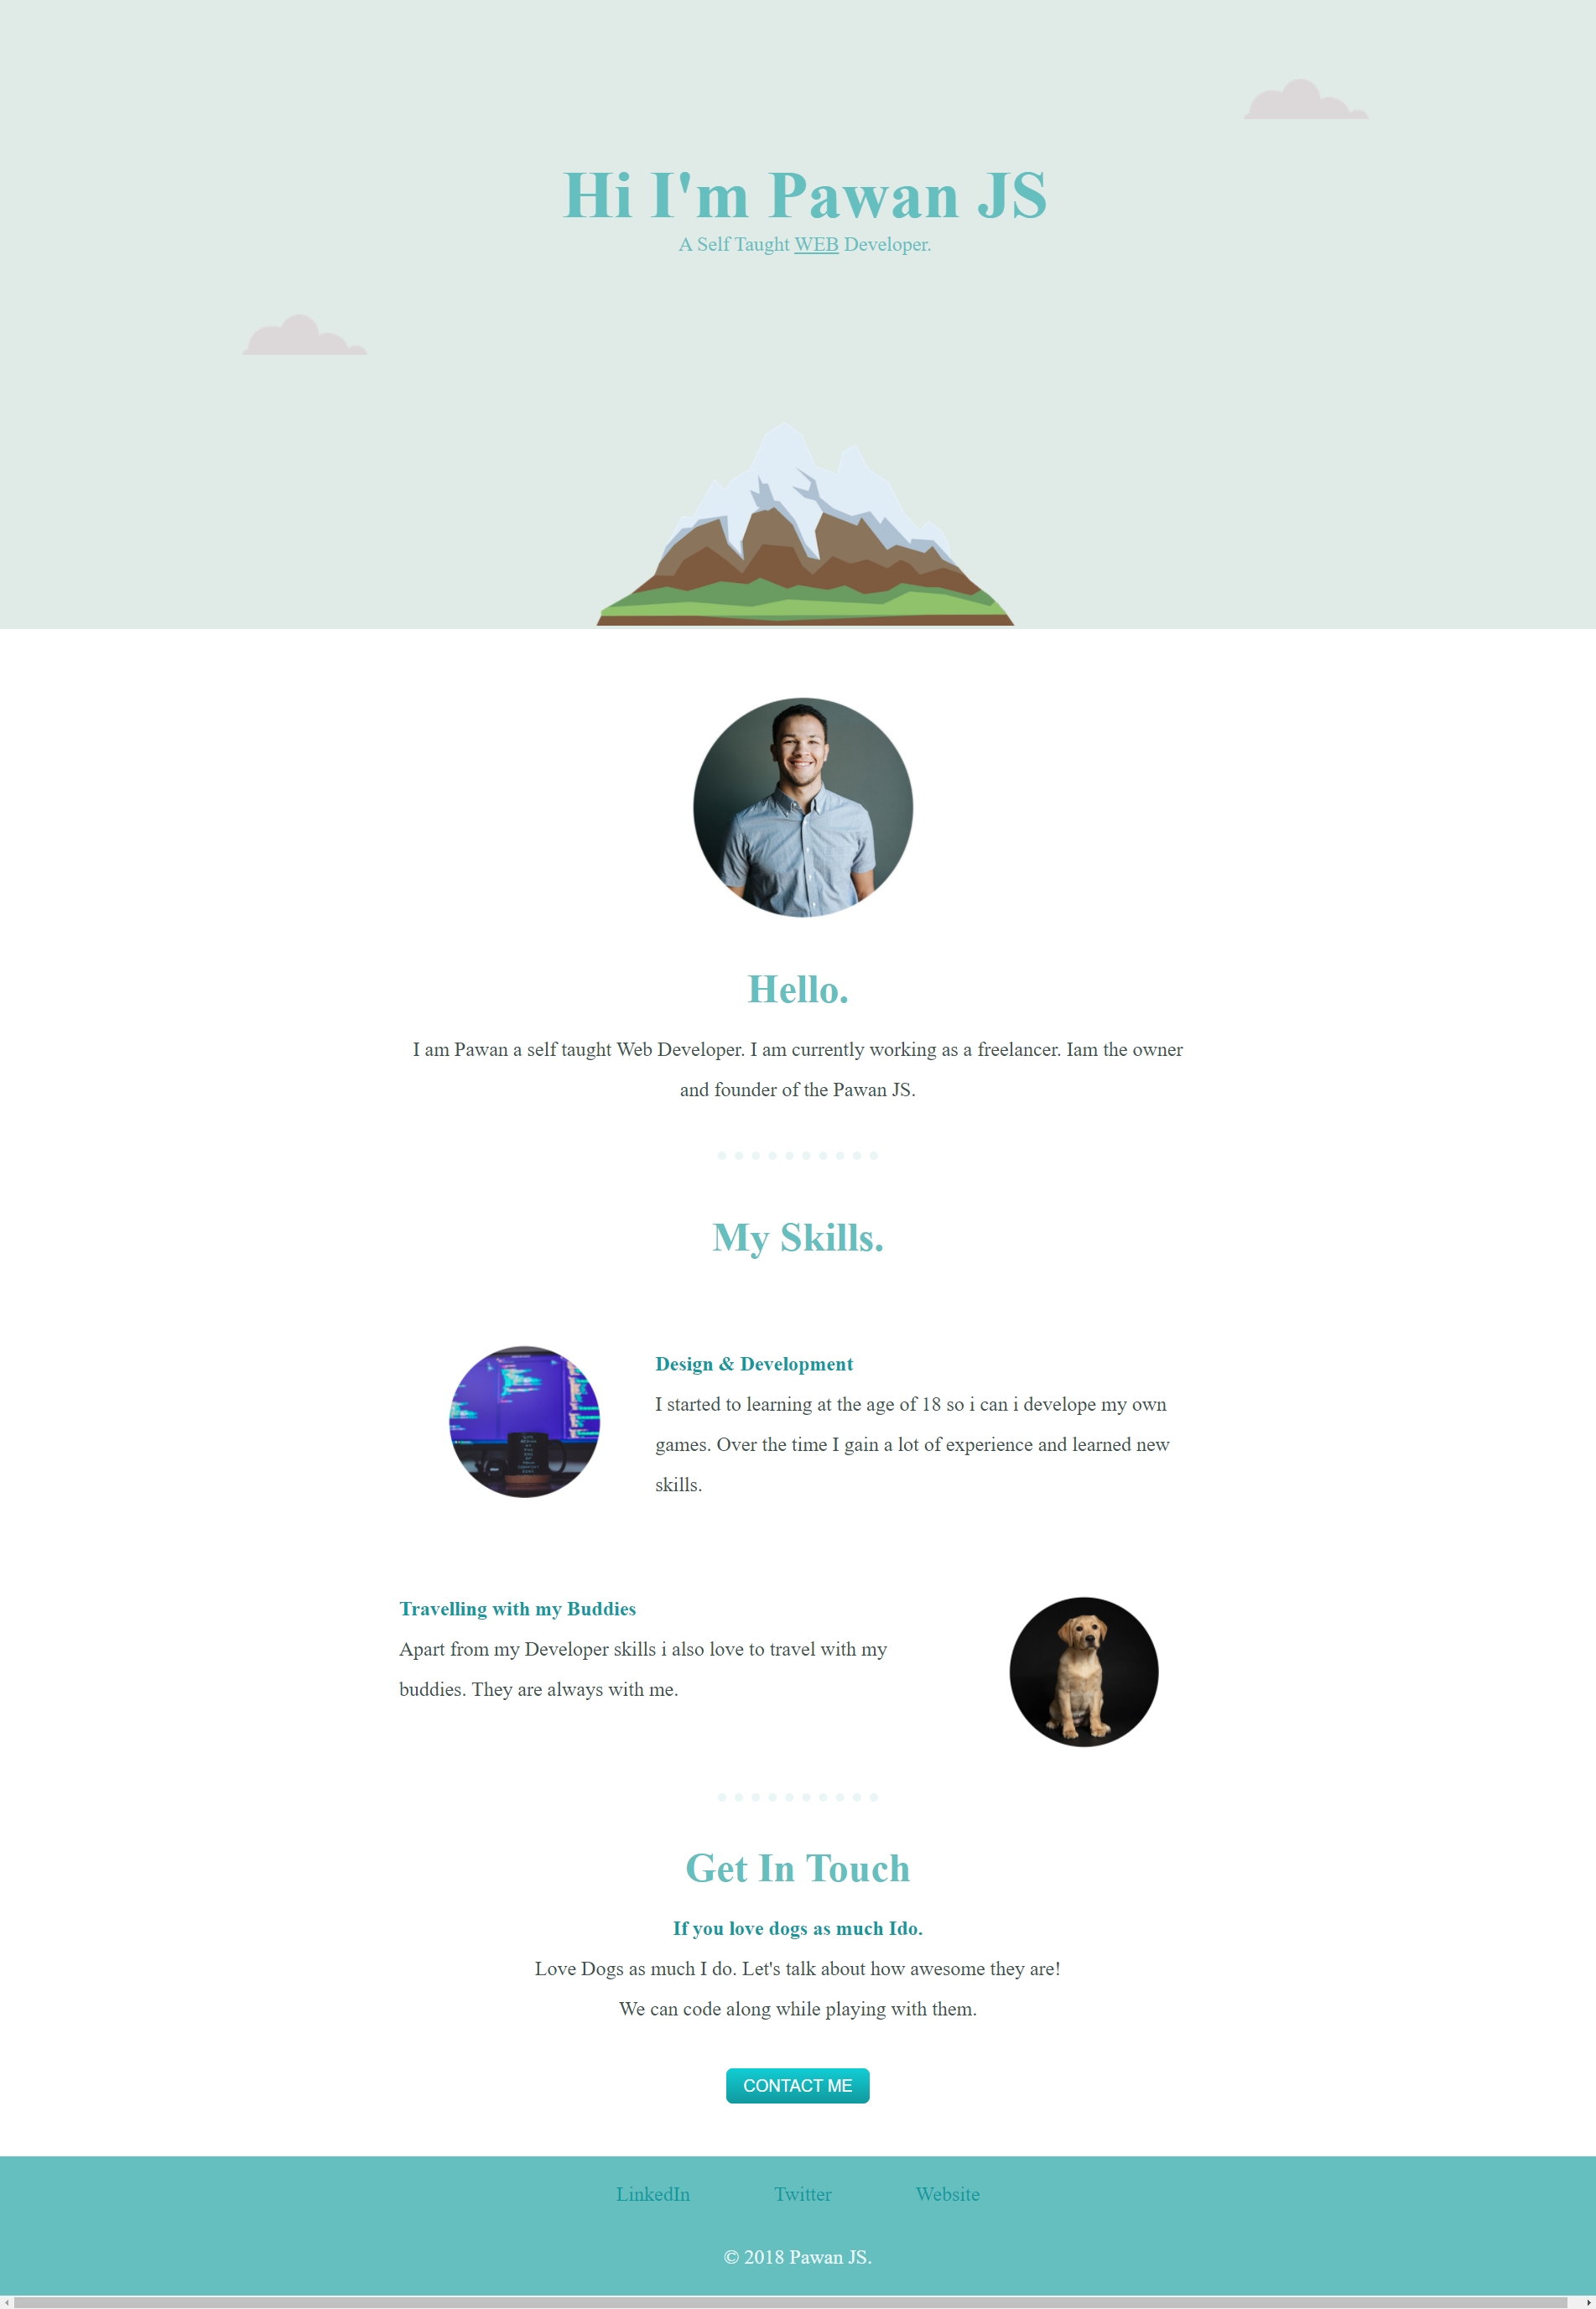 Hi I'm Pawan JS
A Self Taught WEB Developer.
Hello.
I am Pawan a self taught Web Developer. I am currently working as a freelancer. Iam the owner
and founder of the Pawan JS.
My Skills.
Design & Development
I started to learning at the age of 18 so i can i develope my own
games. Over the time I gain a lot of experience and learned new
skills.
Travelling with my Buddies
Apart from my Developer skills i also love to travel with my
buddies. They are always with me.
Get In Touch
If you love dogs as much Ido.
Love Dogs as much I do. Let's talk about how awesome they are!
We can code along while playing with them.
CONTACT ME
LinkedIn Twitter Website
© 2018 Pawan JS.